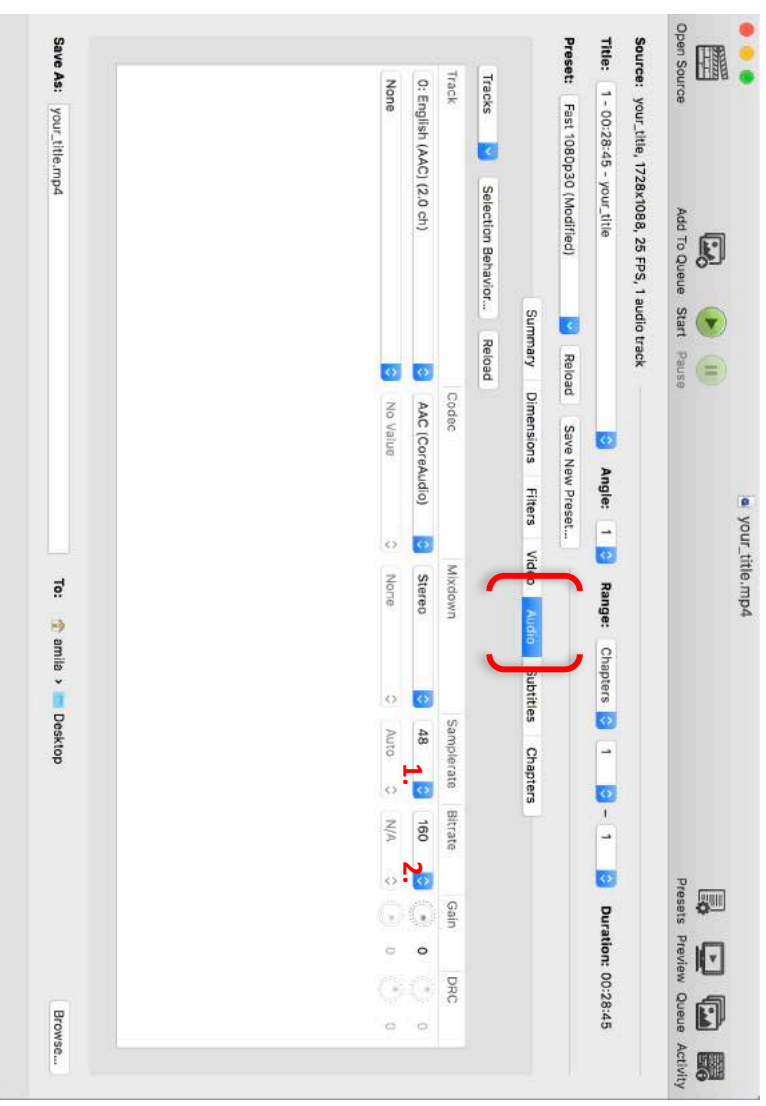 your_title.mp4
Open Source Add To Queue Start Pause Presets Preview Queue Activity
Source: your_title, 1728x1088, 25 FPS, 1 audio track
Title: 1 - 00:28:45 - your_title Angle: 1 Range: Chapters 1 – 1 Duration: 00:28:45
Preset: Fast 1080p30 (Modified) Reload Save New Preset...
Summary Dimensions Filters Video Audio Subtitles Chapters
Tracks Selection Behavior... Reload
Track Codec Mixdown Samplerate Bitrate Gain DRC
0: English (AAC) (2.0 ch) AAC (CoreAudio) Stereo 48 160 0 0
1. 2.
None No Value None Auto N/A 0 0
Save As: your_title.mp4 To: amila > Desktop Browse...